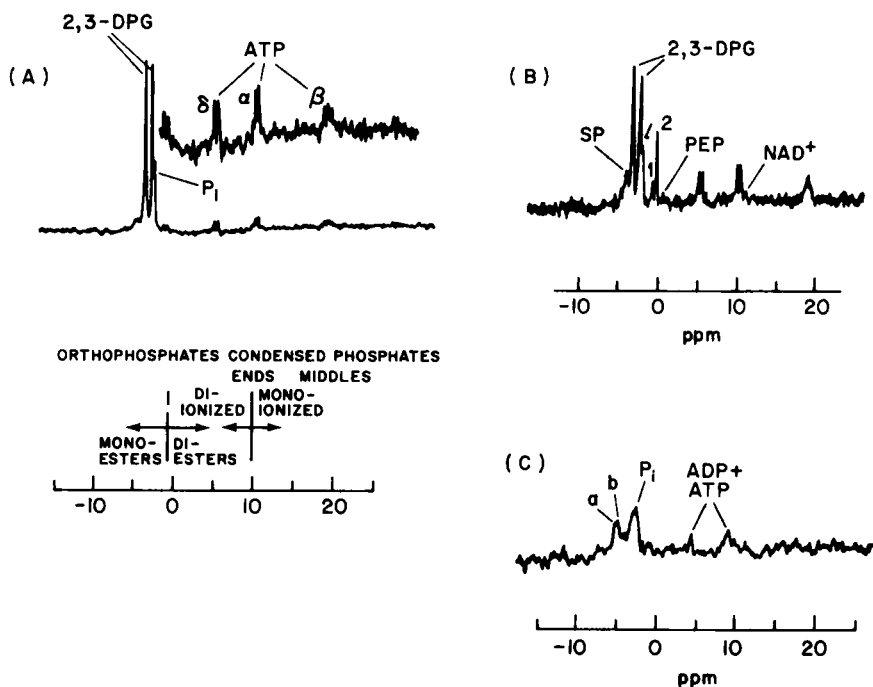 (A)
2,3-DPG
ATP
δ α β
Pi
ORTHOPHOSPHATES CONDENSED PHOSPHATES
ENDS MIDDLES
DI-IONIZED
MONO-IONIZED
MONO-ESTERS
DI-ESTERS
-10 0 10 20
(B)
2,3-DPG
SP
1
2
PEP
NAD+
-10 0 10 20
ppm
(C)
a
b
Pi
ADP+
ATP
-10 0 10 20
ppm